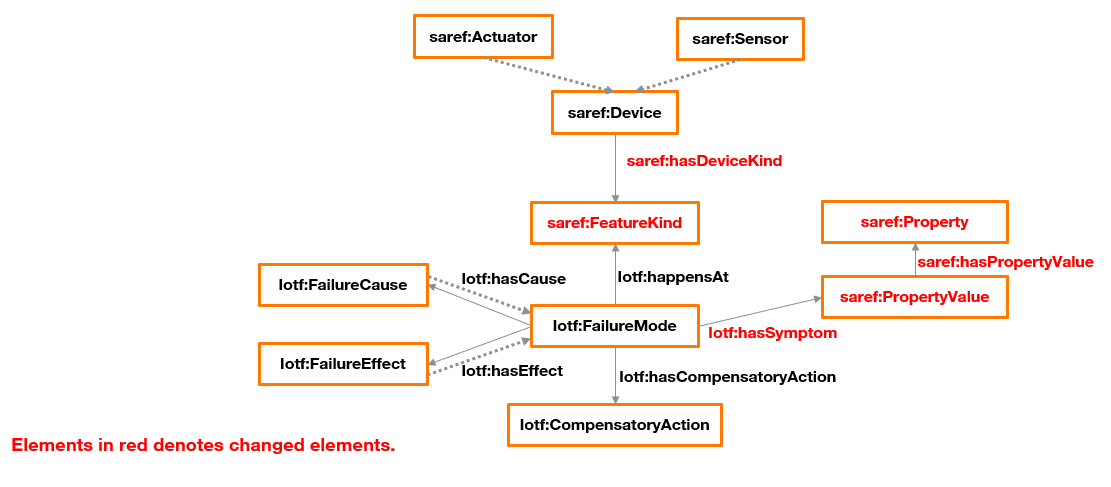 saref:Actuator
saref:Sensor
saref:Device
saref:hasDeviceKind
saref:FeatureKind
saref:Property
saref:hasPropertyValue
Iotf:hasCause
Iotf:happensAt
Iotf:FailureCause
saref:PropertyValue
Iotf:FailureMode
Iotf:hasSymptom
Iotf:FailureEffect
Iotf:hasEffect
Iotf:hasCompensatoryAction
Iotf:CompensatoryAction
Elements in red denotes changed elements.